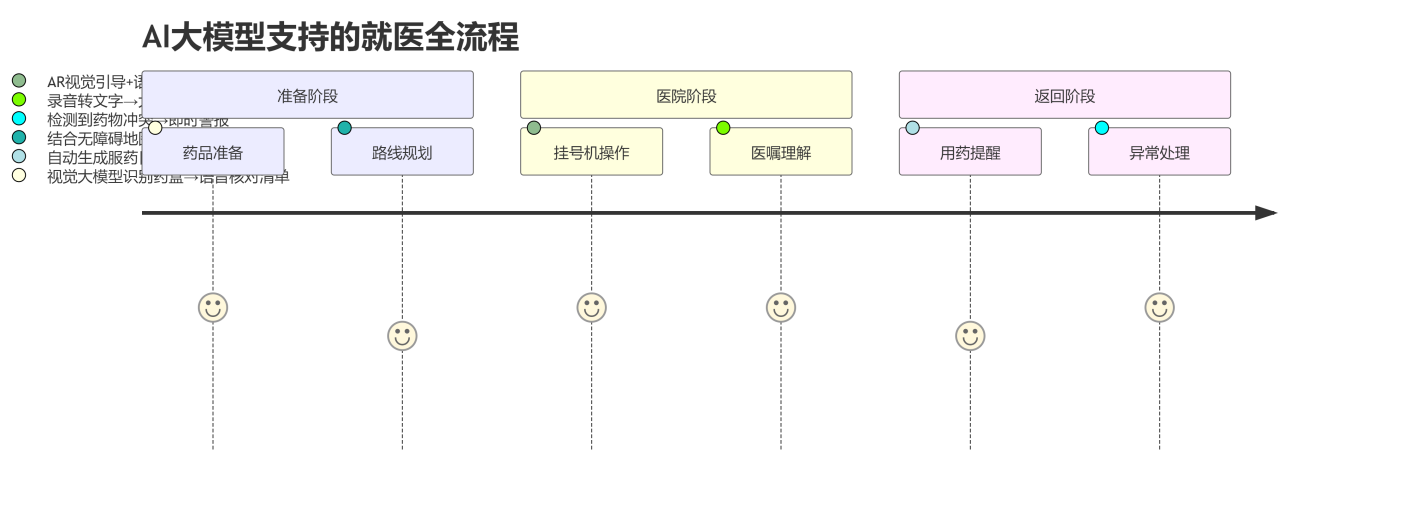 AI大模型支持的就医全流程
AR视觉引导+
录音转文字→
检测到药物冲突→即时警报
结合无障碍地
自动生成服药
视觉大模型识别药盒→语音核对清单
准备阶段
医院阶段
返回阶段
药品准备
路线规划
挂号机操作
医嘱理解
用药提醒
异常处理